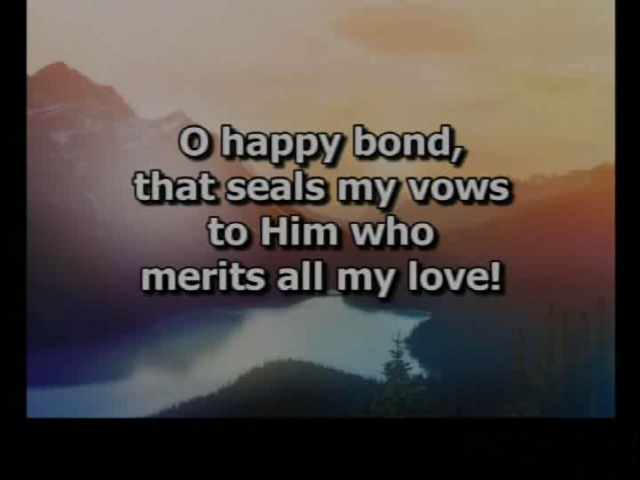 O happy bond,
that seals my vows
to Him who
merits all my love!